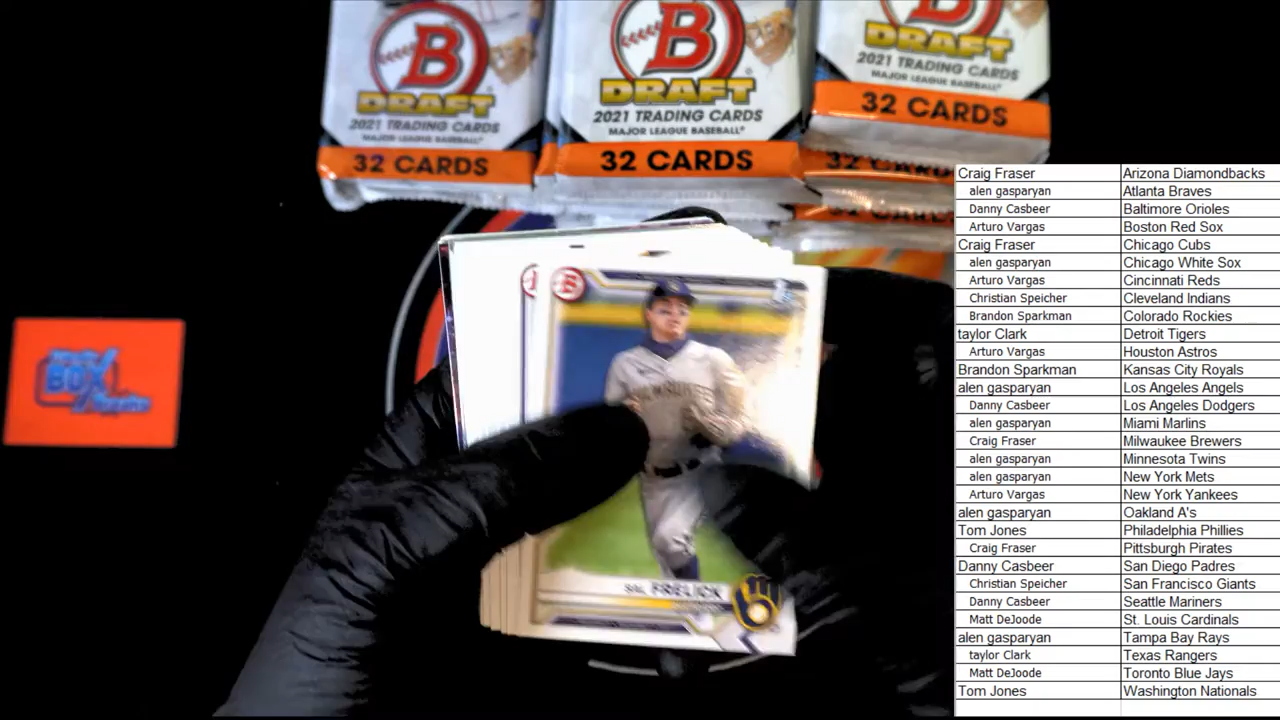 B
DRAFT
2021 TRADING CARDS
MAJOR LEAGUE BASEBALL
32 CARDS
B
DRAFT
2021 TRADING CARDS
MAJOR LEAGUE BASEBALL
32 CARDS
B
DRAFT
2021 TRADING CARDS
MAJOR LEAGUE BASEBALL
32 CARDS
32 CARDS
BOX
B
SAL FRELICK
Craig Fraser Arizona Diamondbacks
alen gasparyan Atlanta Braves
Danny Casbeer Baltimore Orioles
Arturo Vargas Boston Red Sox
Craig Fraser Chicago Cubs
alen gasparyan Chicago White Sox
Arturo Vargas Cincinnati Reds
Christian Speicher Cleveland Indians
Brandon Sparkman Colorado Rockies
taylor Clark Detroit Tigers
Arturo Vargas Houston Astros
Brandon Sparkman Kansas City Royals
alen gasparyan Los Angeles Angels
Danny Casbeer Los Angeles Dodgers
alen gasparyan Miami Marlins
Craig Fraser Milwaukee Brewers
alen gasparyan Minnesota Twins
alen gasparyan New York Mets
Arturo Vargas New York Yankees
alen gasparyan Oakland A's
Tom Jones Philadelphia Phillies
Craig Fraser Pittsburgh Pirates
Danny Casbeer San Diego Padres
Christian Speicher San Francisco Giants
Danny Casbeer Seattle Mariners
Matt DeJoode St. Louis Cardinals
alen gasparyan Tampa Bay Rays
taylor Clark Texas Rangers
Matt DeJoode Toronto Blue Jays
Tom Jones Washington Nationals